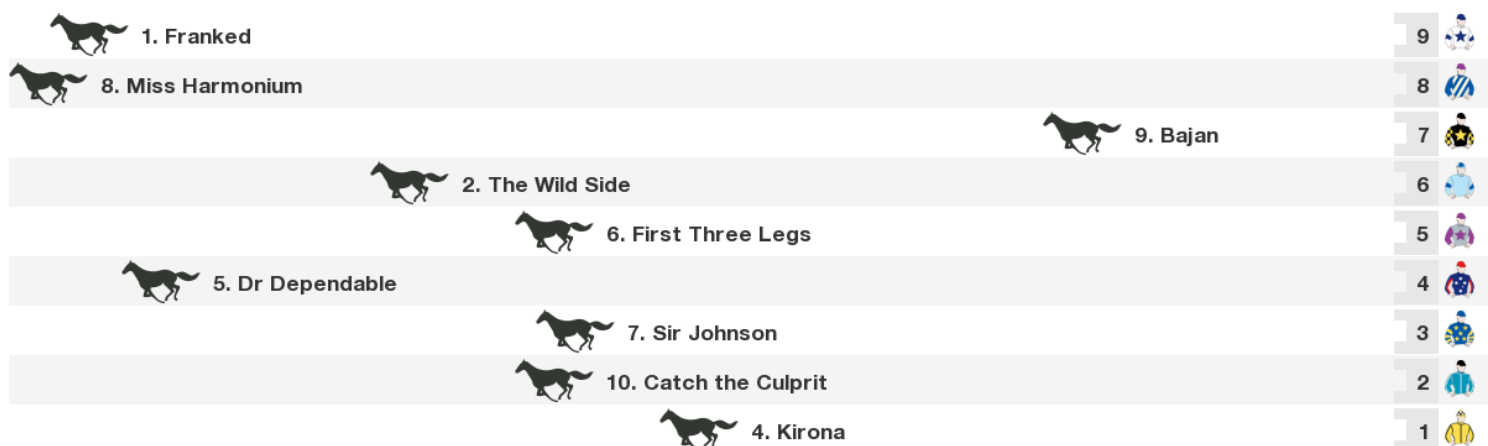 1. Franked 9
8. Miss Harmonium 8
9. Bajan 7
2. The Wild Side 6
6. First Three Legs 5
5. Dr Dependable 4
7. Sir Johnson 3
10. Catch the Culprit 2
4. Kirona 1